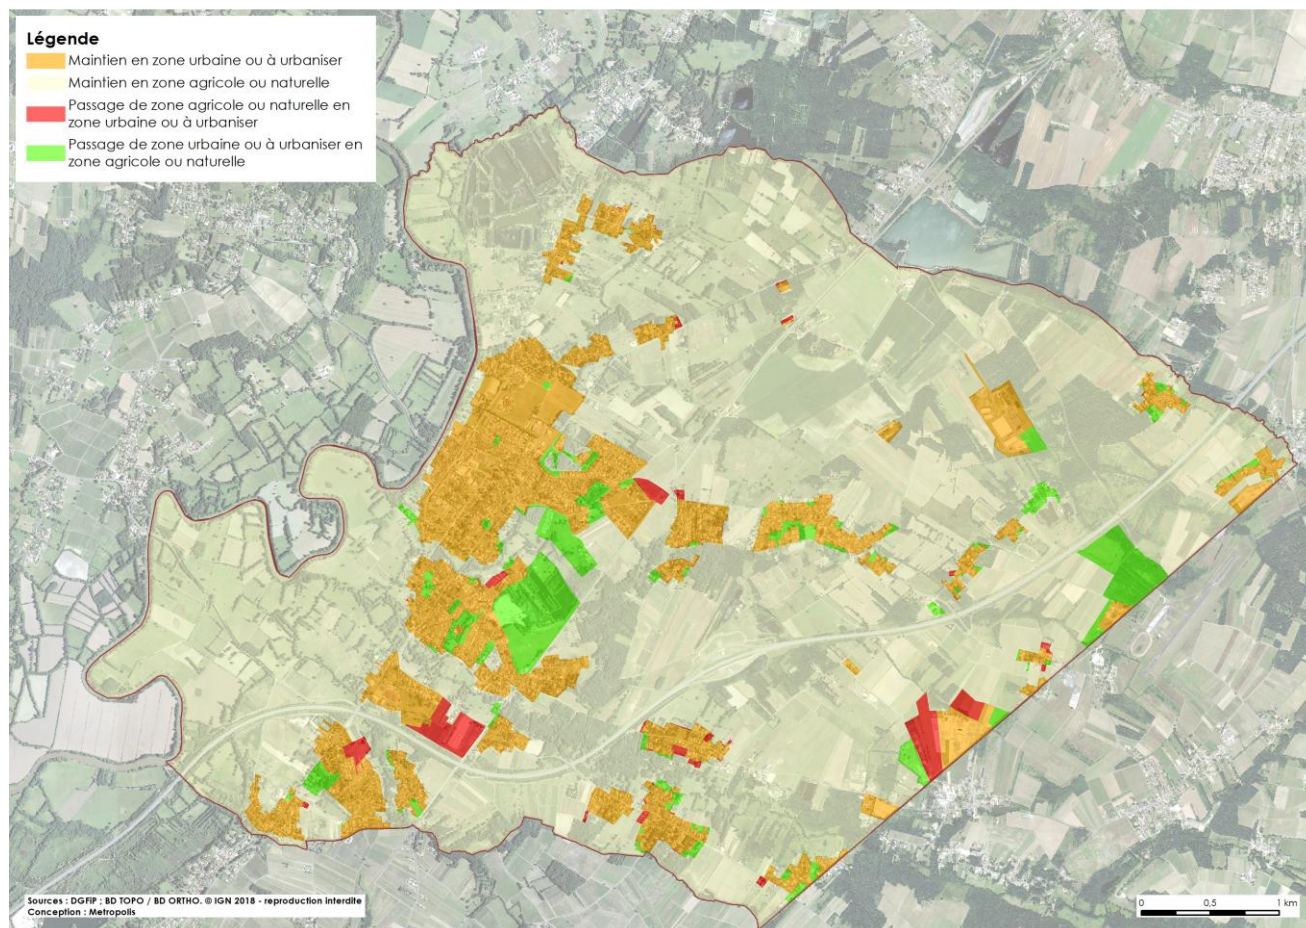 Légende
Maintien en zone urbaine ou à urbaniser
Maintien en zone agricole ou naturelle
Passage de zone agricole ou naturelle en
zone urbaine ou à urbaniser
Passage de zone urbaine ou à urbaniser en
zone agricole ou naturelle
Sources : DGFiP ; BD TOPO / BD ORTHO. © IGN 2018 - reproduction interdite
Conception : Metropolis
0 0,5 1 km